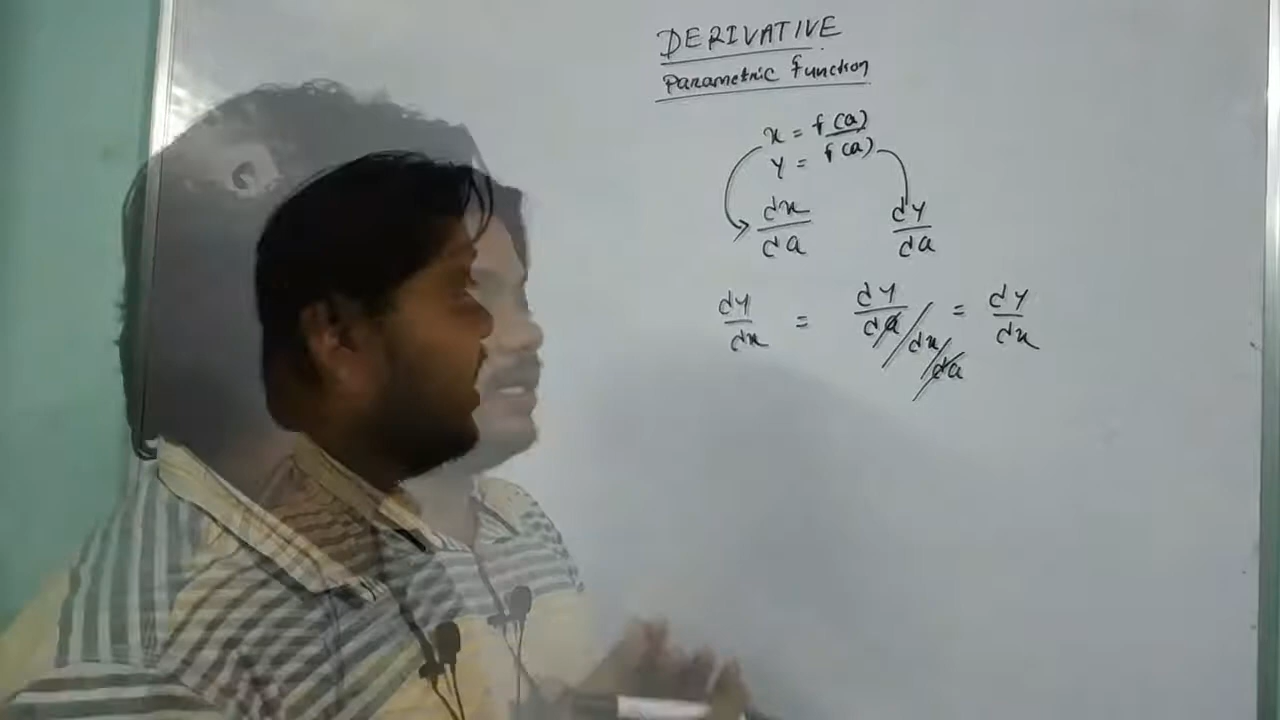 DERIVATIVE
Parametric function
x = f(a)
y = f(a)
dx/da dy/da
dy/dx = dy/da/dx/da = dy/dx